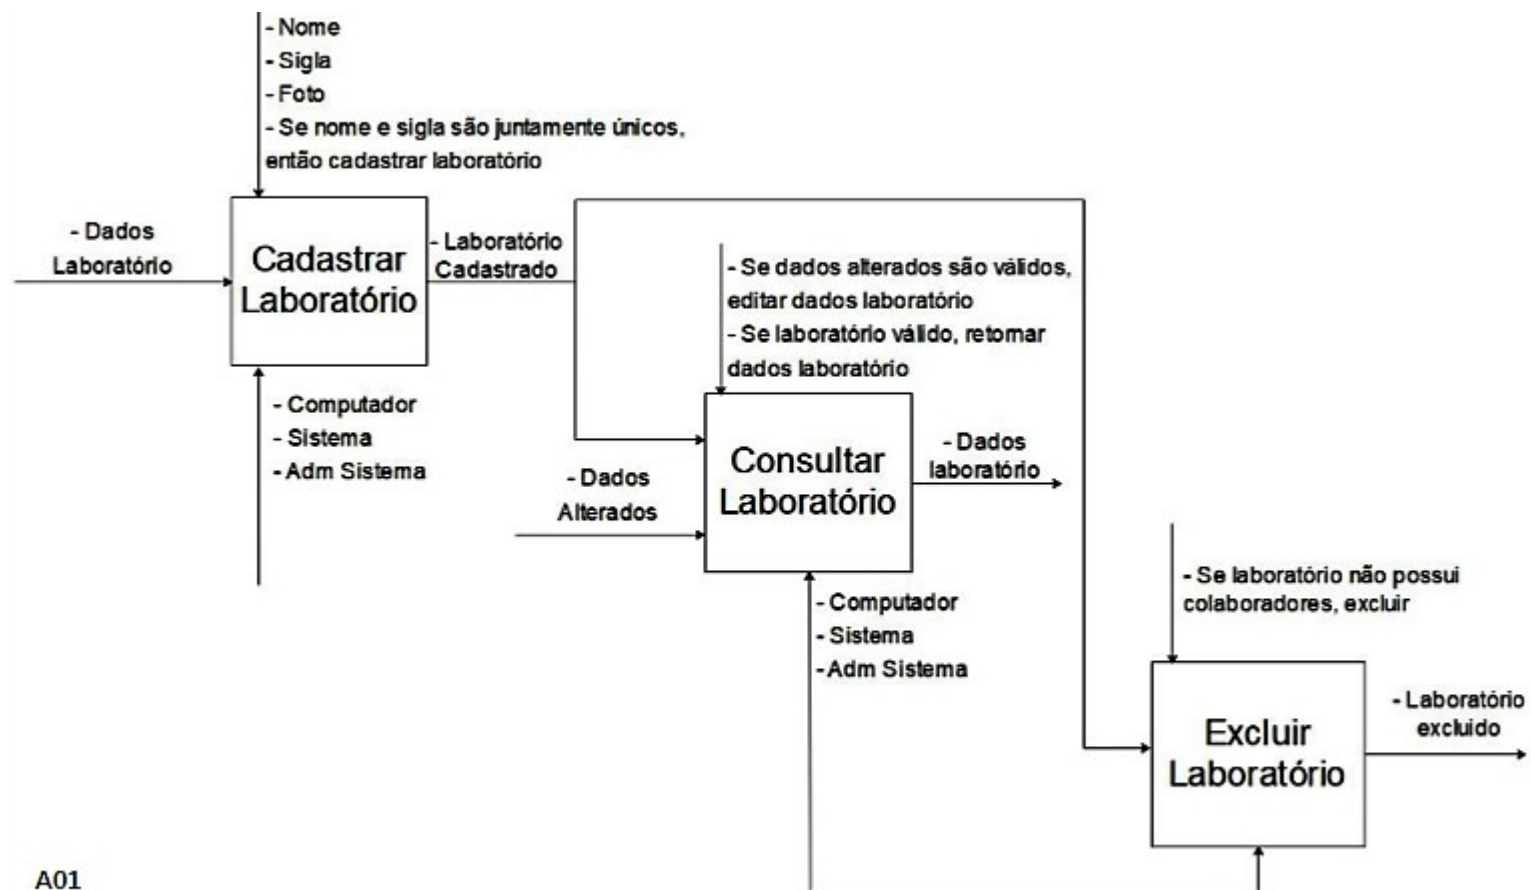 - Nome
- Sigla
- Foto
- Se nome e sigla são juntamente únicos,
então cadastrar laboratório
- Dados
Laboratório
Cadastrar
Laboratório
- Laboratório
Cadastrado
- Computador
- Sistema
- Adm Sistema
- Se dados alterados são válidos,
editar dados laboratório
- Se laboratório válido, retornar
dados laboratório
- Dados
Alterados
Consultar
Laboratório
- Dados
laboratório
- Computador
- Sistema
- Adm Sistema
- Se laboratório não possui
colaboradores, excluir
Excluir
Laboratório
- Laboratório
excluído
A01